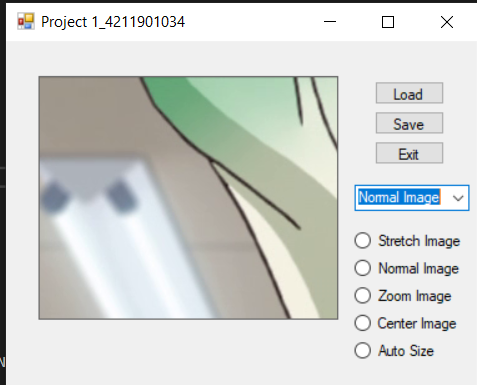 Project 1_4211901034
Load
Save
Exit
Normal Image
Stretch Image
Normal Image
Zoom Image
Center Image
Auto Size
N